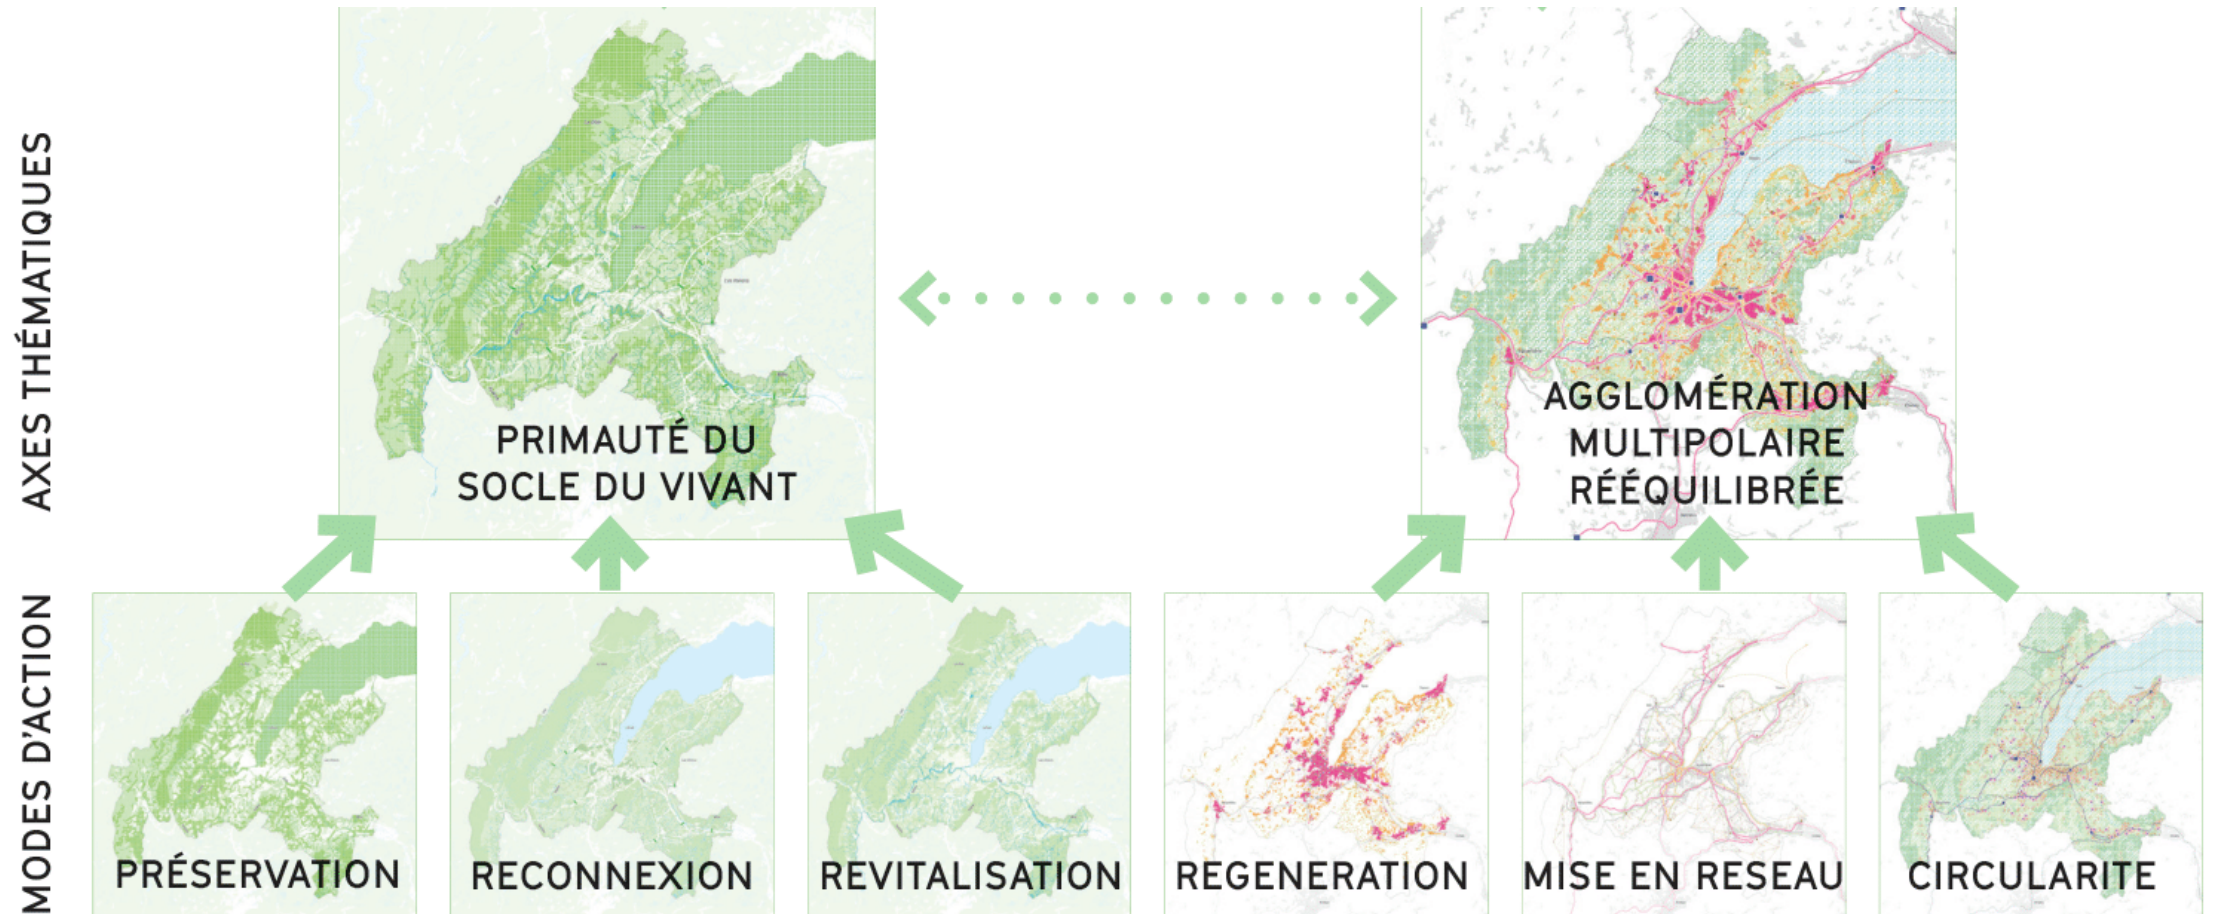 AXES THÉMATIQUES
PRIMAUTÉ DU
SOCLE DU VIVANT
AGGLOMÉRATION
MULTIPOLAIRE
RÉÉQUILIBRÉE
MODES D'ACTION
PRÉSERVATION
RECONNEXION
REVITALISATION
REGENERATION
MISE EN RESEAU
CIRCULARITE